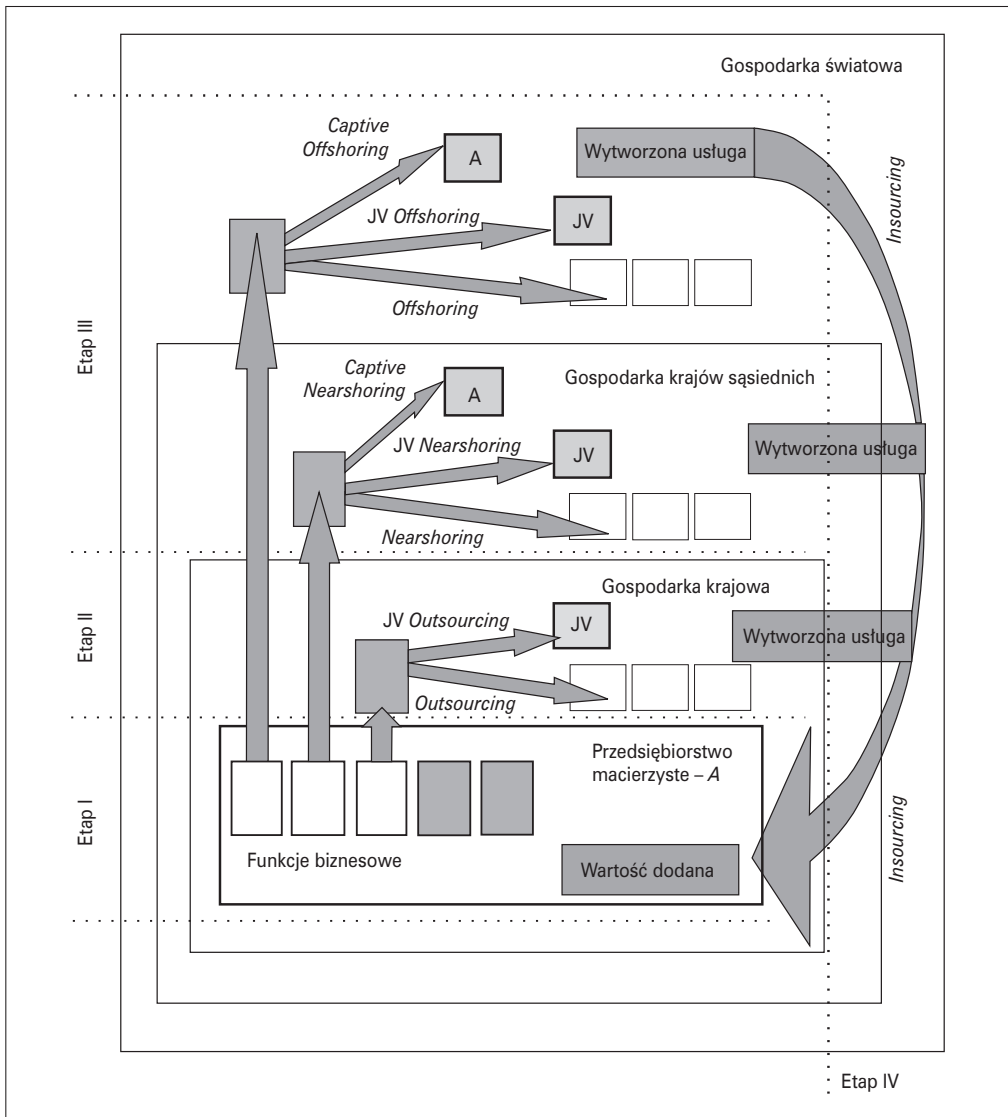 Gospodarka światowa
Captive
Offshoring
A
Wytworzona usługa
Insourcing
JV Offshoring
JV
Offshoring
Etap III
Captive
Nearshoring
A
Gospodarka krajów sąsiednich
JV Nearshoring
JV
Wytworzona usługa
Nearshoring
Gospodarka krajowa
Etap II
JV Outsourcing
JV
Wytworzona usługa
Outsourcing
Przedsiębiorstwo
macierzyste – A
Etap I
Funkcje biznesowe
Wartość dodana
Insourcing
Etap IV